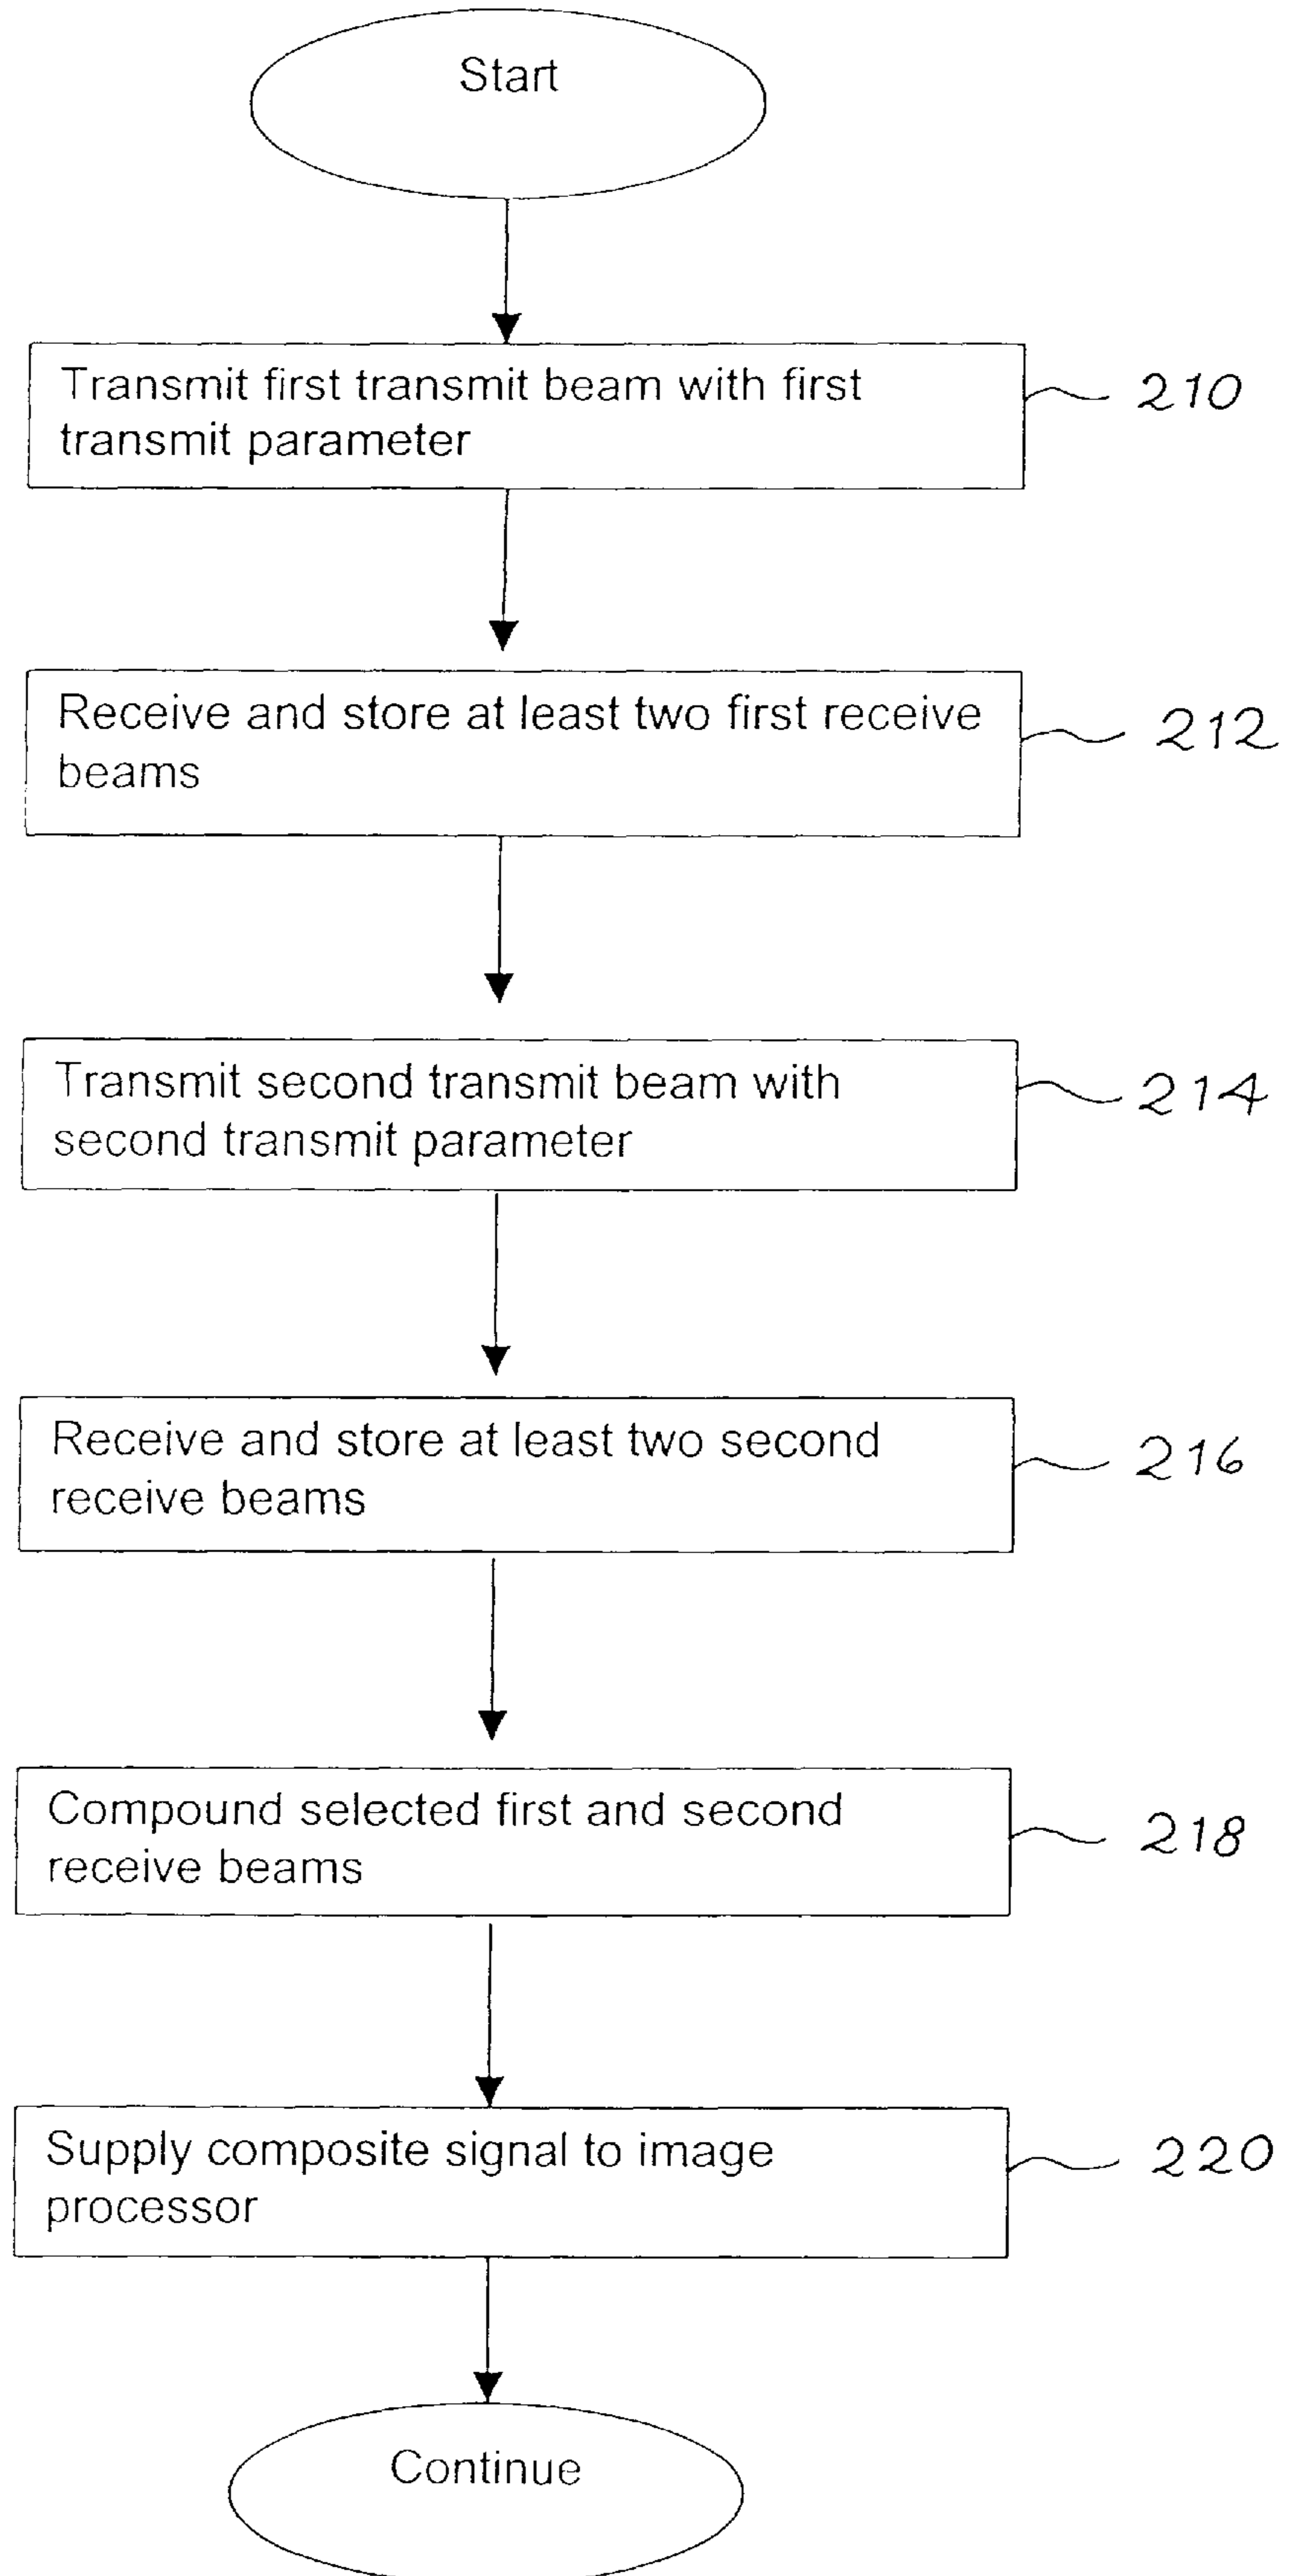 Start
Transmit first transmit beam with first
transmit parameter
210
Receive and store at least two first receive
beams
212
Transmit second transmit beam with
second transmit parameter
214
Receive and store at least two second
receive beams
216
Compound selected first and second
receive beams
218
Supply composite signal to image
processor
220
Continue